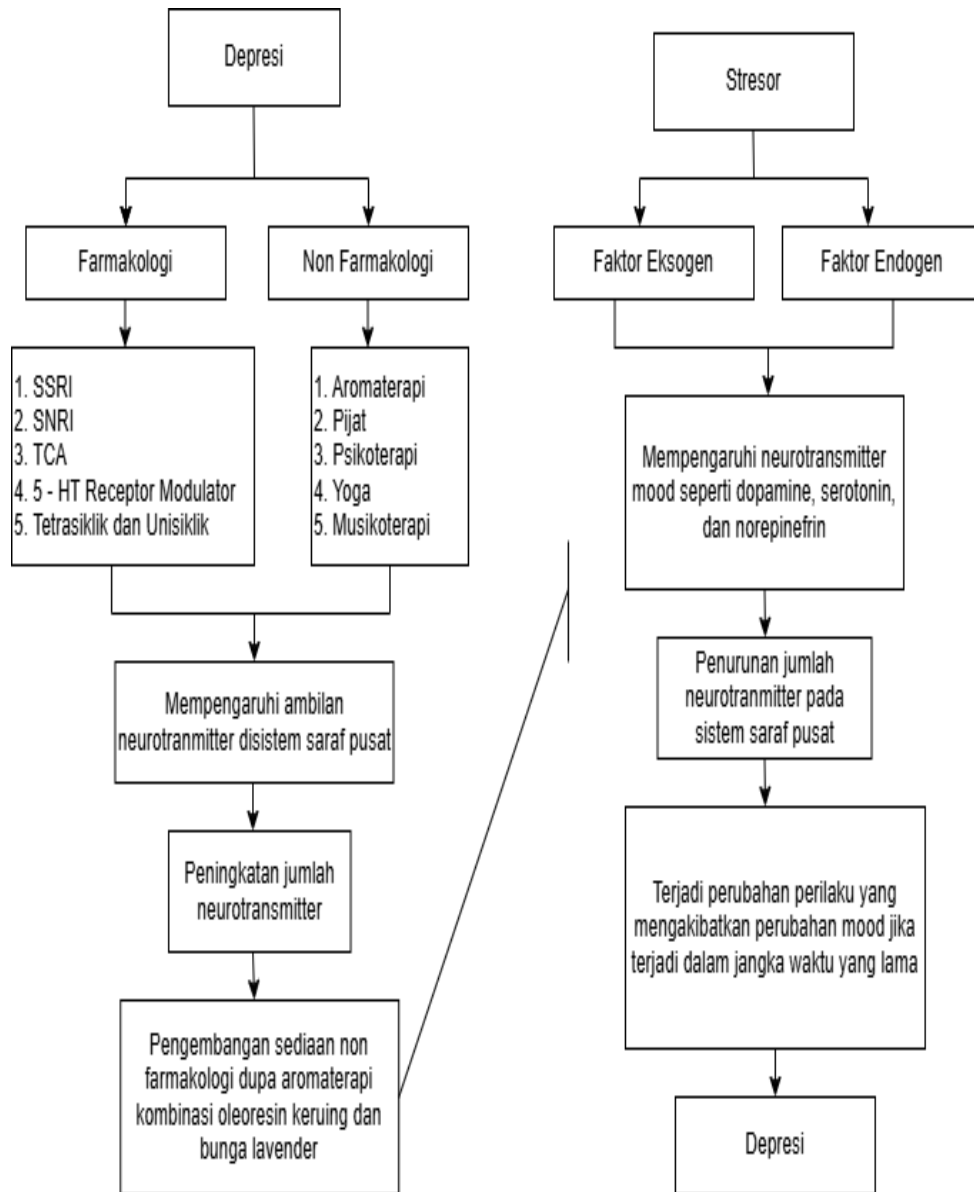 Depresi
Farmakologi
Non Farmakologi
1. SSRI
2. SNRI
3. TCA
4. 5 - HT Receptor Modulator
5. Tetrasiklik dan Unisiklik
1. Aromaterapi
2. Pijat
3. Psikoterapi
4. Yoga
5. Musikoterapi
Mempengaruhi ambilan
neurotranmitter disistem saraf pusat
Peningkatan jumlah
neurotransmitter
Pengembangan sediaan non
farmakologi dupa aromaterapi
kombinasi oleoresin keruing dan
bunga lavender
Stresor
Faktor Eksogen
Faktor Endogen
Mempengaruhi neurotransmitter
mood seperti dopamine, serotonin,
dan norepinefrin
Penurunan jumlah
neurotranmitter pada
sistem saraf pusat
Terjadi perubahan perilaku yang
mengakibatkan perubahan mood jika
terjadi dalam jangka waktu yang lama
Depresi